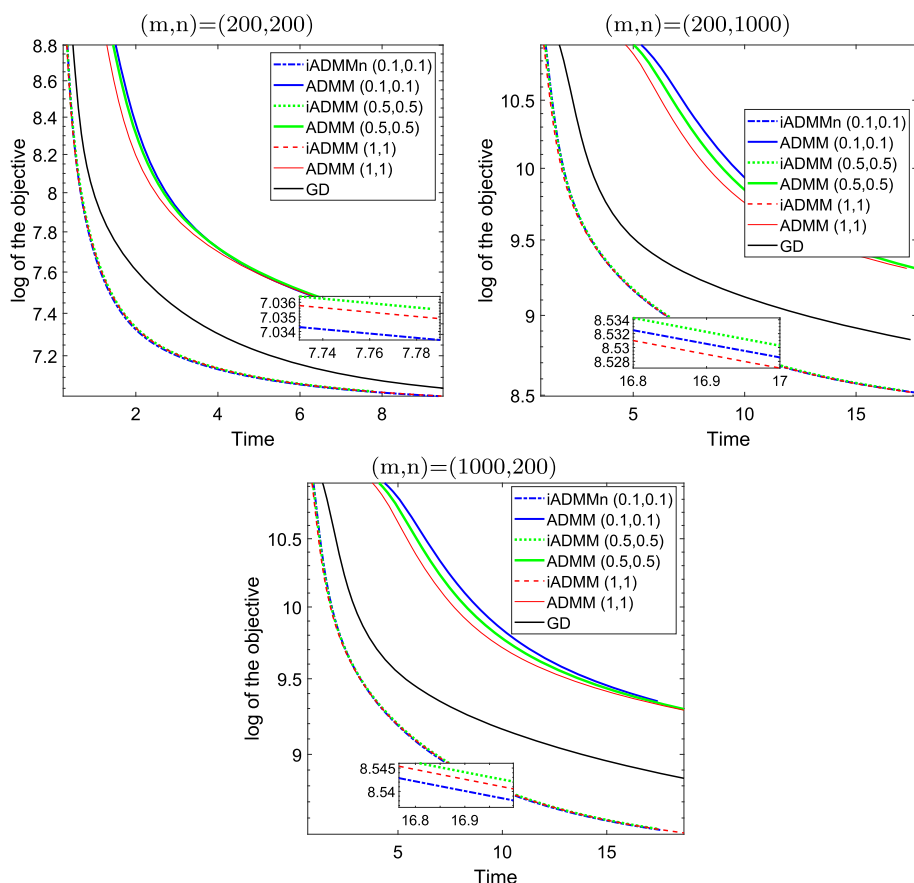 (m,n)=(200,200)
log of the objective
8.8
8.6
8.4
8.2
8
7.8
7.6
7.4
7.2
iADMMn (0.1,0.1)
ADMM (0.1,0.1)
iADMM (0.5,0.5)
ADMM (0.5,0.5)
iADMM (1,1)
ADMM (1,1)
GD
7.036
7.035
7.034
7.74 7.76 7.78
2 4 6 8
Time
(m,n)=(200,1000)
log of the objective
10.5
10
9.5
9
8.5
iADMMn (0.1,0.1)
ADMM (0.1,0.1)
iADMM (0.5,0.5)
ADMM (0.5,0.5)
iADMM (1,1)
ADMM (1,1)
GD
8.534
8.532
8.53
8.528
16.8 16.9 17
5 10 15
Time
(m,n)=(1000,200)
log of the objective
10.5
10
9.5
9
iADMMn (0.1,0.1)
ADMM (0.1,0.1)
iADMM (0.5,0.5)
ADMM (0.5,0.5)
iADMM (1,1)
ADMM (1,1)
GD
8.545
8.54
16.8 16.9
5 10 15
Time